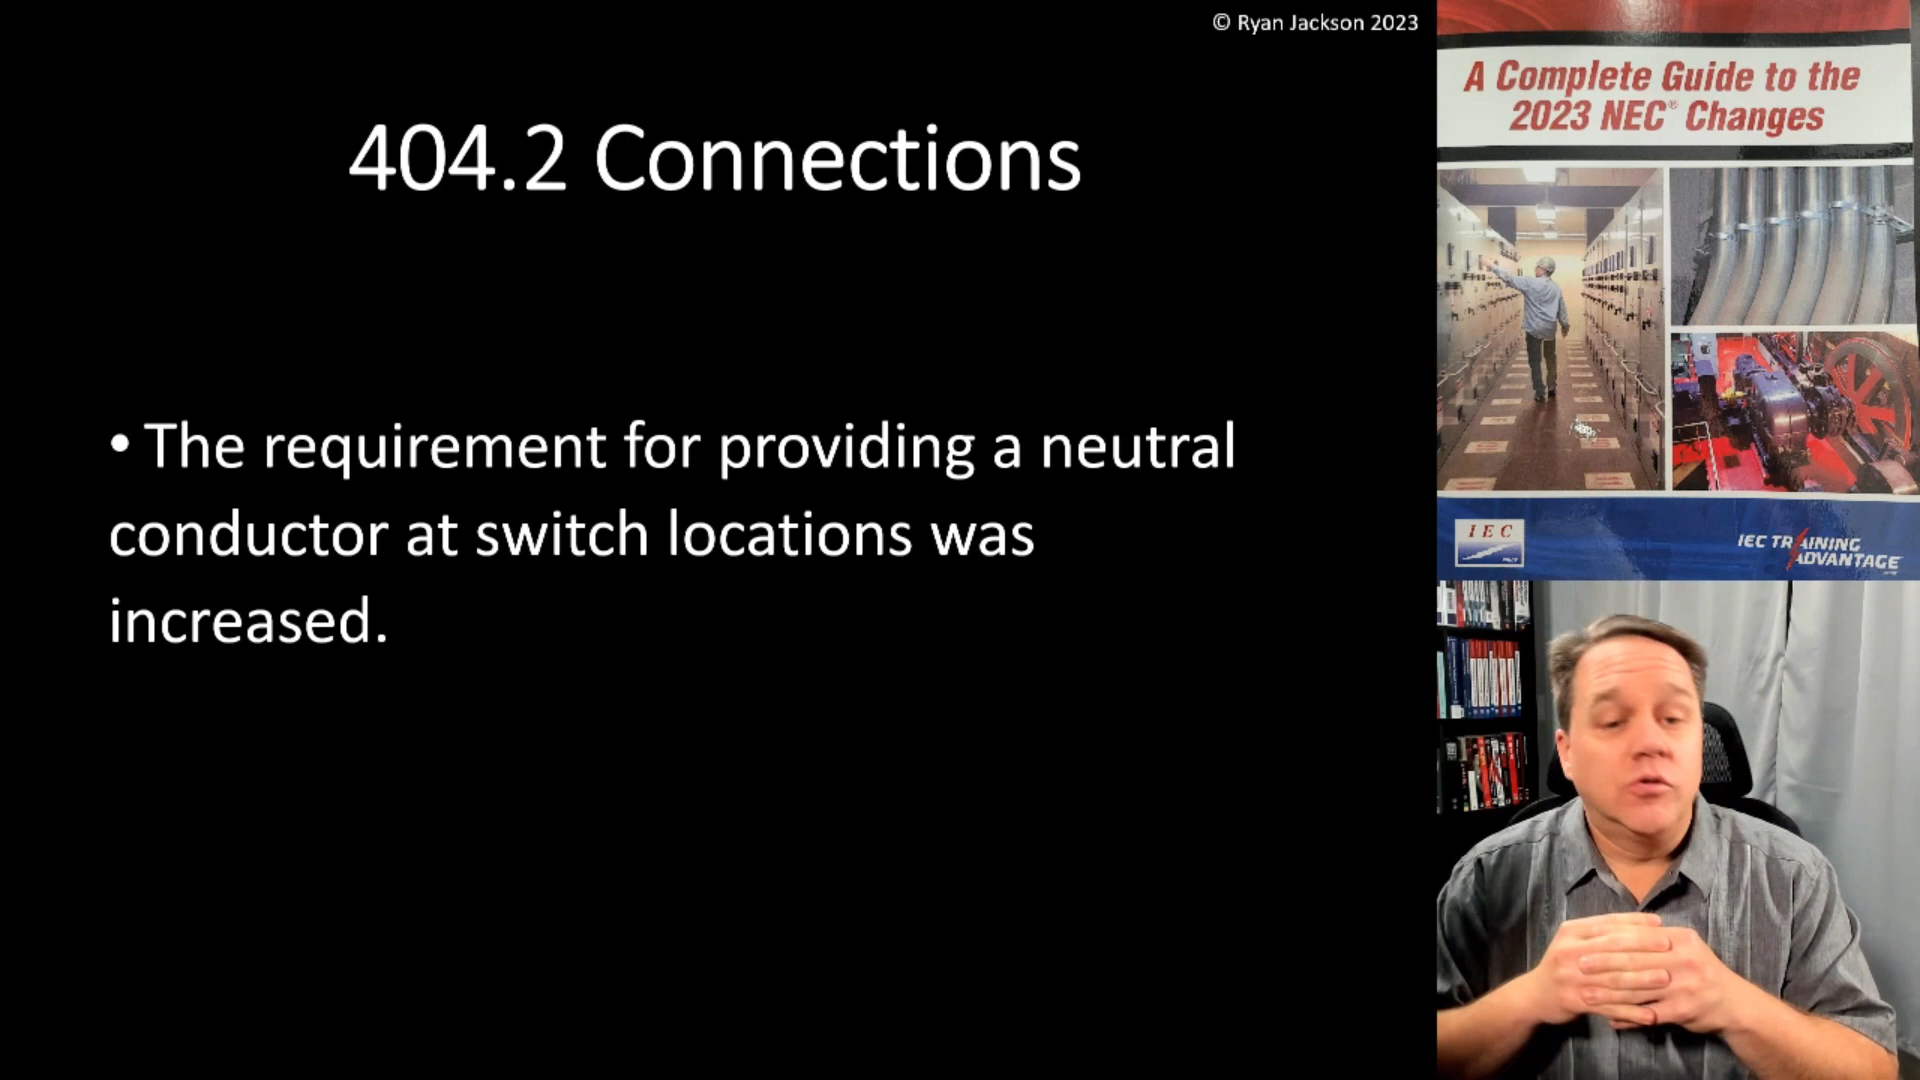 © Ryan Jackson 2023
404.2 Connections
• The requirement for providing a neutral
conductor at switch locations was
increased.
A Complete Guide to the
2023 NEC® Changes
IEC
IEC TRAINING
ADVANTAGE